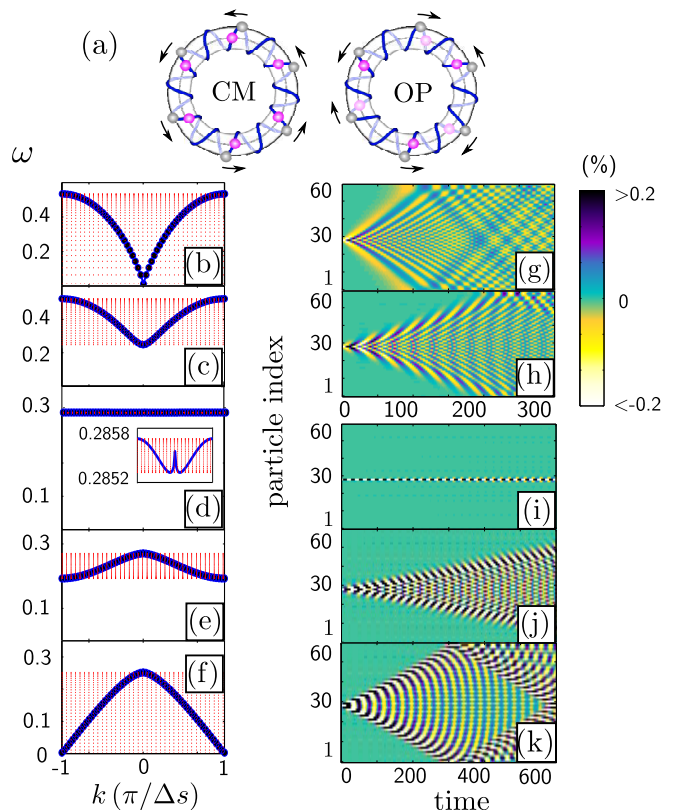 (a)
CM
OP
ω
0.4
0.2
(b)
0.4
0.2
(c)
0.3
0.1
0.2858
0.2852
(d)
0.3
0.1
(e)
0.3
0.1
0
(f)
-1 0 1
k (π/Δs)
particle index
60
30
1
(g)
60
30
1
(h)
0 100 200 300
60
30
1
(i)
60
30
1
(j)
60
30
1
(k)
0 200 400 600
time
(%)
>0.2
0
<-0.2